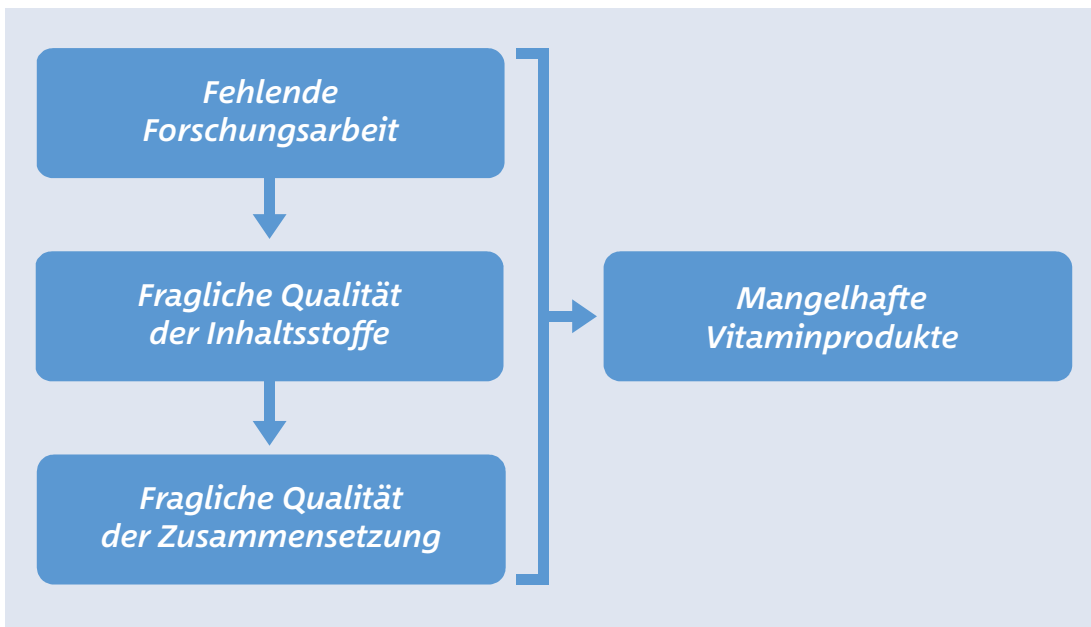 Fehlende
Forschungsarbeit
Fragliche Qualität
der Inhaltsstoffe
Fragliche Qualität
der Zusammensetzung
Mangelhafte
Vitaminprodukte